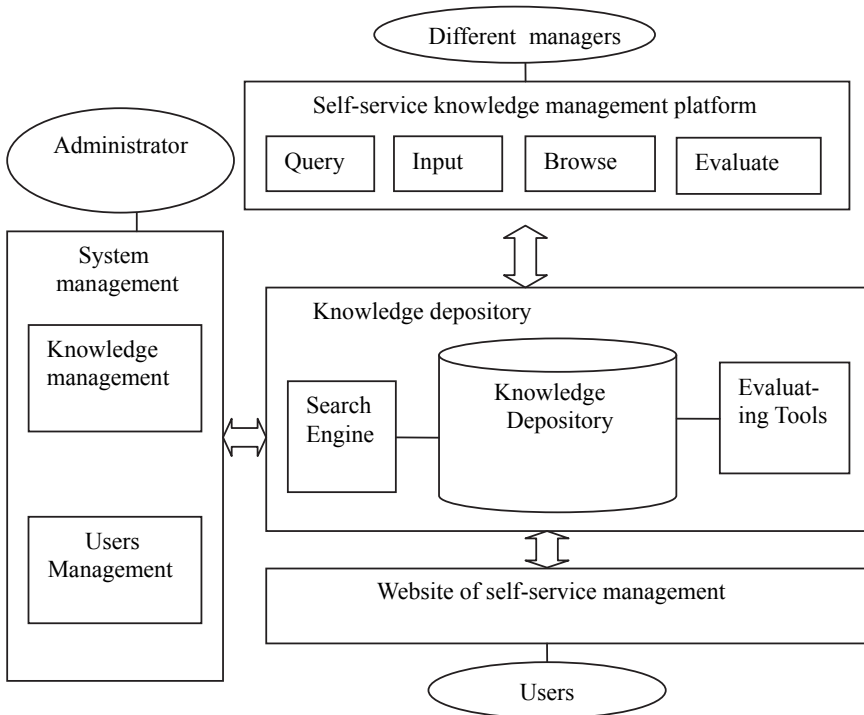 Different managers
Self-service knowledge management platform
Query
Input
Browse
Evaluate
Administrator
System
management
Knowledge
management
Users
Management
Knowledge depository
Search
Engine
Knowledge
Depository
Evaluat-
ing Tools
Website of self-service management
Users